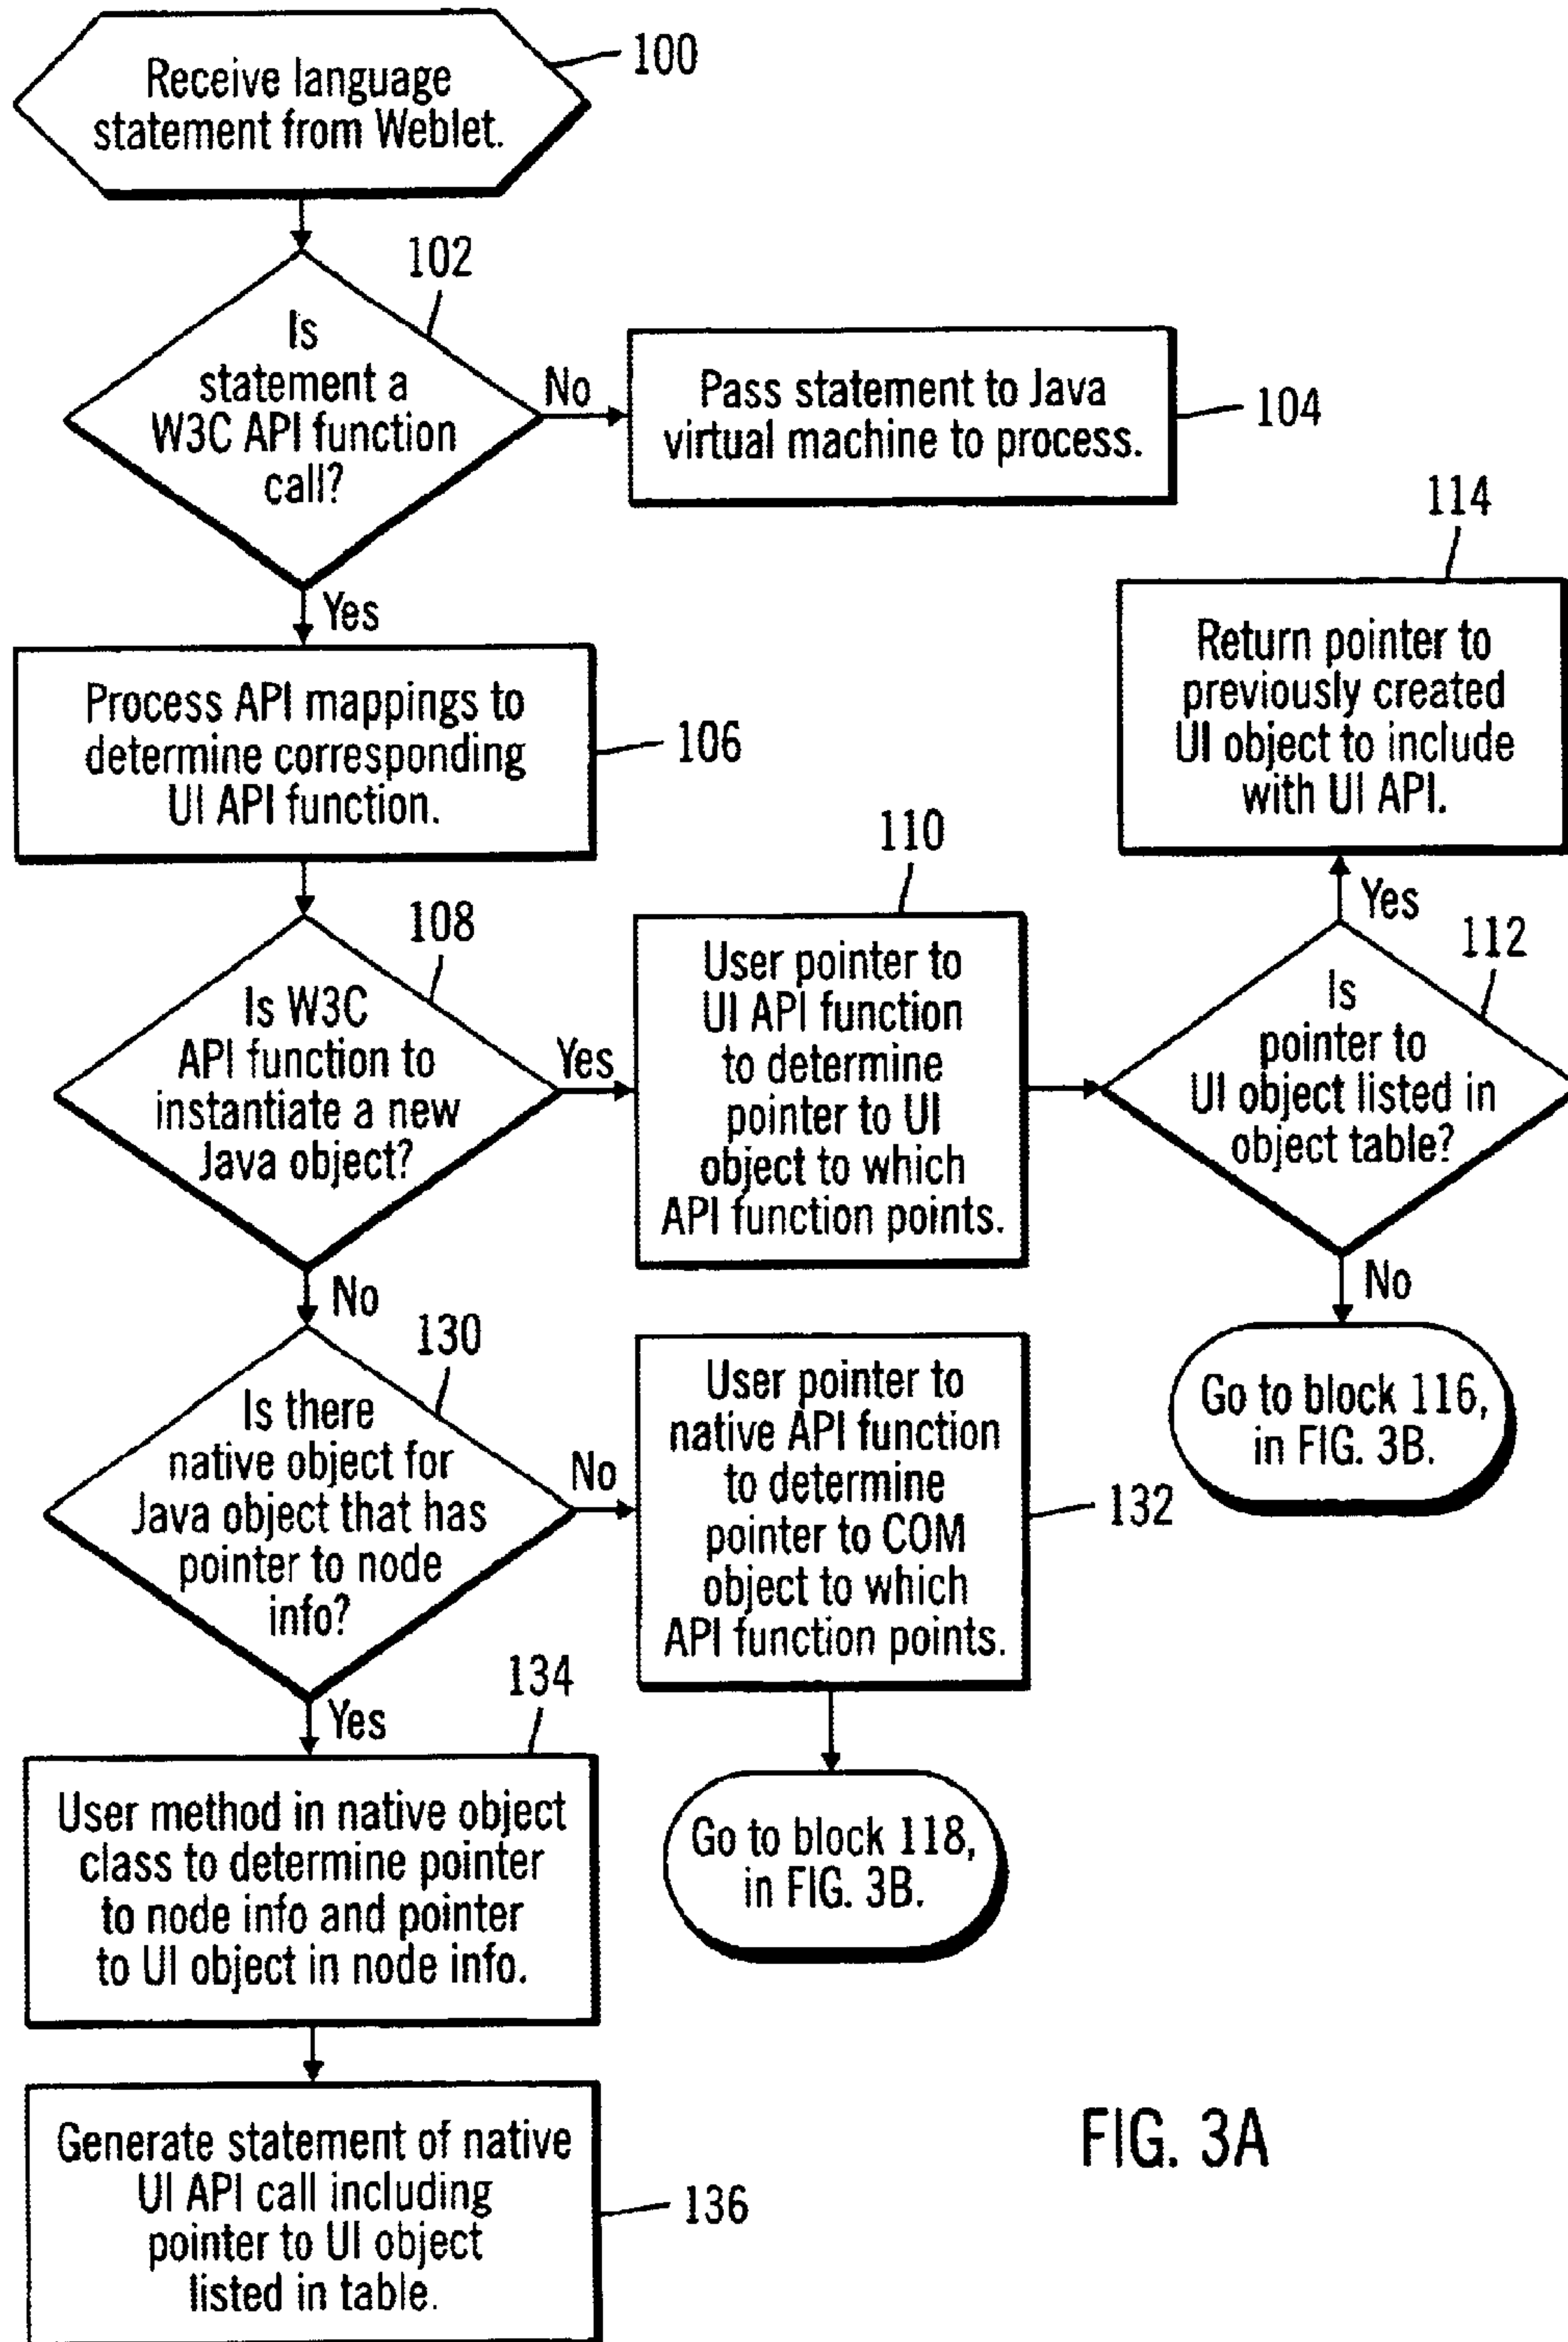 Receive language
statement from Weblet.
100
102
Is
statement a
W3C API function
call?
No
Pass statement to Java
virtual machine to process.
104
Yes
Process API mappings to
determine corresponding
UI API function.
106
108
Is W3C
API function to
instantiate a new
Java object?
Yes
110
User pointer to
UI API function
to determine
pointer to UI
object to which
API function points.
112
Is
pointer to
UI object listed in
object table?
Yes
114
Return pointer to
previously created
UI object to include
with UI API.
No
Go to block 116,
in FIG. 3B.
No
130
Is there
native object for
Java object that has
pointer to node
info?
No
User pointer to
native API function
to determine
pointer to COM
object to which
API function points.
132
Go to block 118,
in FIG. 3B.
Yes
134
User method in native object
class to determine pointer
to node info and pointer
to UI object in node info.
Generate statement of native
UI API call including
pointer to UI object
listed in table.
136
FIG. 3A